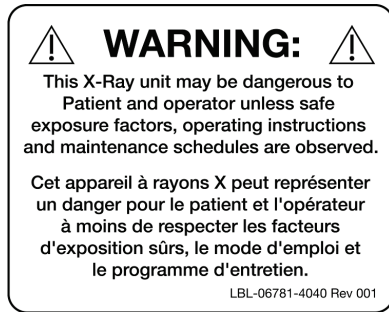 WARNING:
This X-Ray unit may be dangerous to
Patient and operator unless safe
exposure factors, operating instructions
and maintenance schedules are observed.
Cet appareil à rayons X peut représenter
un danger pour le patient et l'opérateur
à moins de respecter les facteurs
d'exposition sûrs, le mode d'emploi et
le programme d'entretien.
LBL-06781-4040 Rev 001